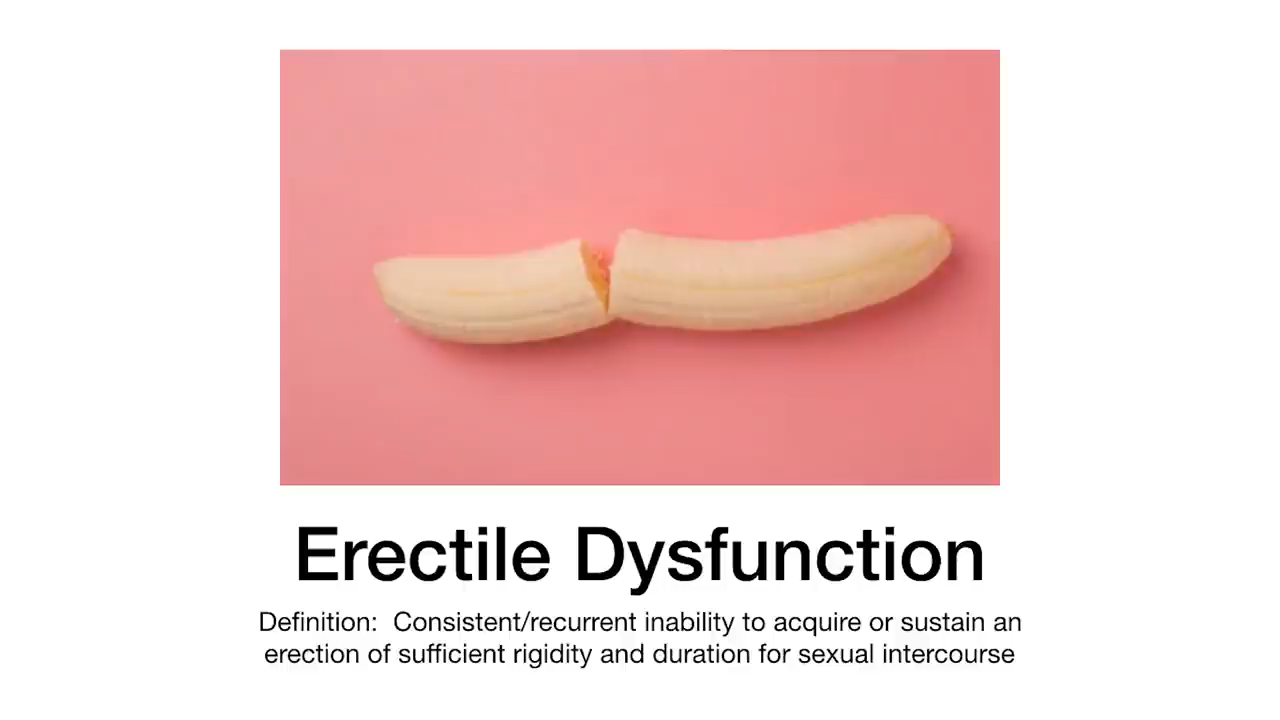 Erectile Dysfunction
Definition:  Consistent/recurrent inability to acquire or sustain an
erection of sufficient rigidity and duration for sexual intercourse